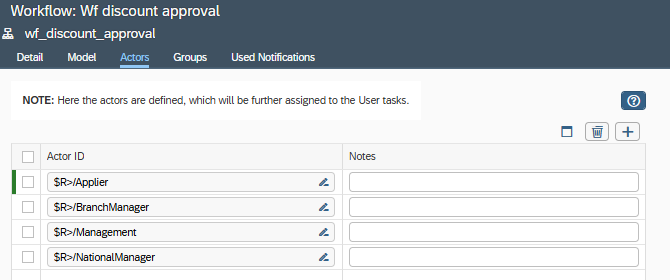 Workflow: Wf discount approval
wf_discount_approval
Detail Model Actors Groups Used Notifications
NOTE: Here the actors are defined, which will be further assigned to the User tasks.
Actor ID Notes
$R>/Applier
$R>/BranchManager
$R>/Management
$R>/NationalManager